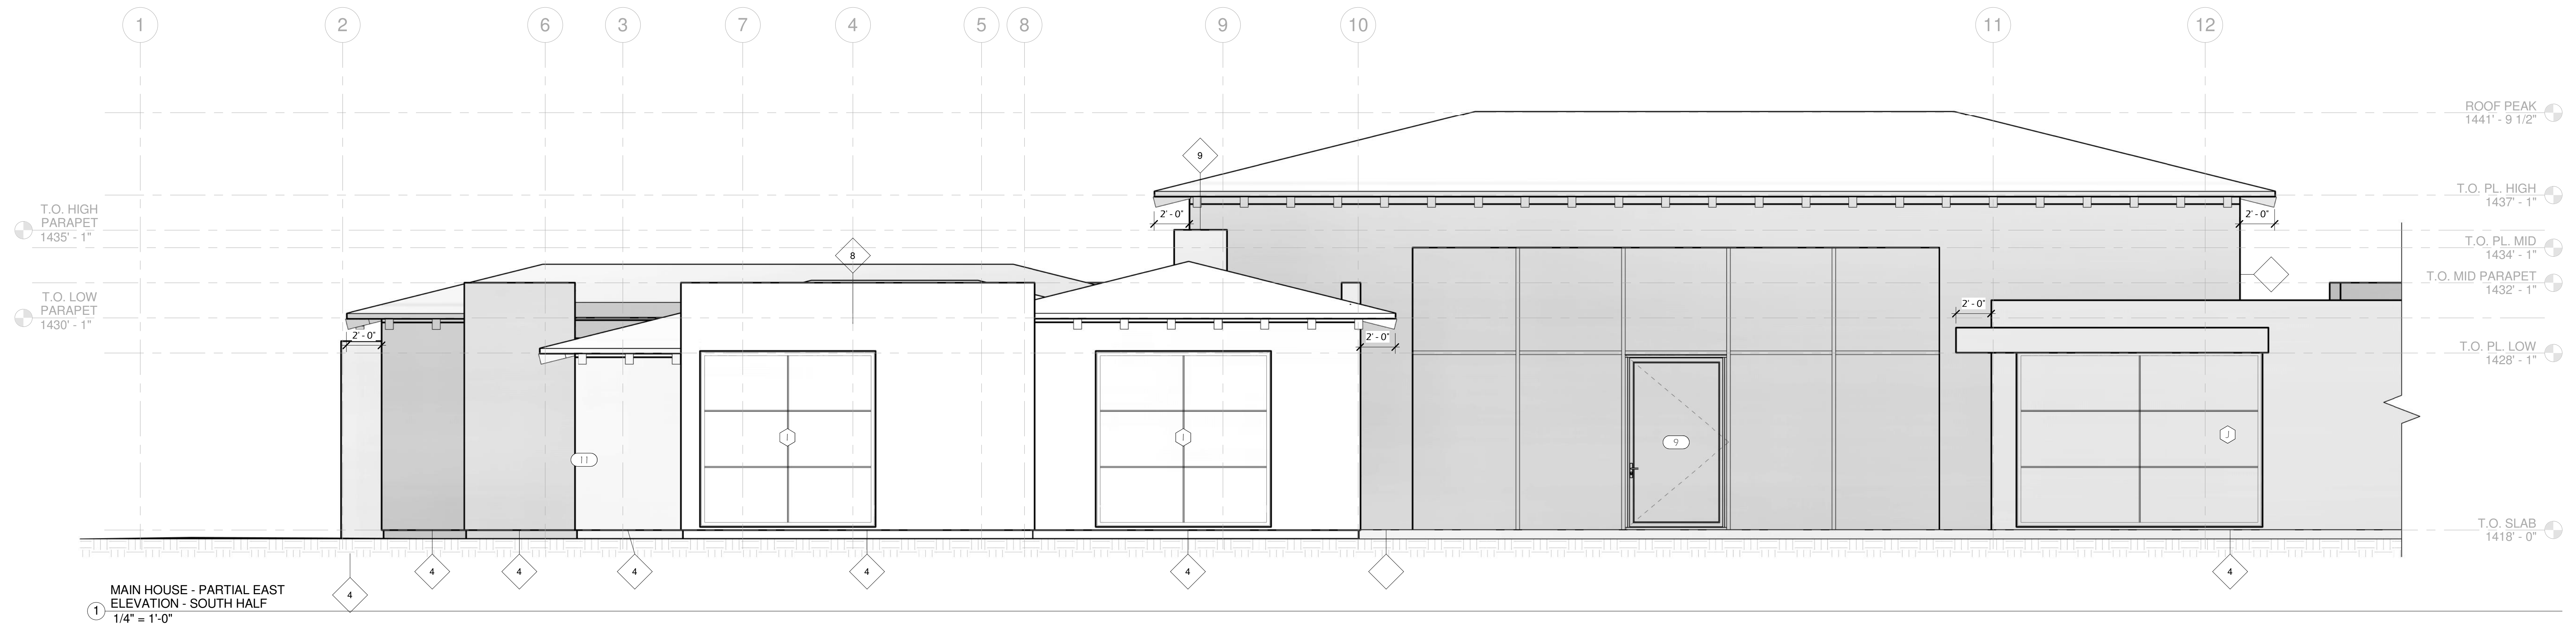 1
2
6
3
7
4
5
8
9
10
11
12
ROOF PEAK
1441' - 9 1/2"
9
T.O. PL. HIGH
1437' - 1"
T.O. HIGH
PARAPET
1435' - 1"
2' - 0"
2' - 0"
T.O. PL. MID
1434' - 1"
8
T.O. MID PARAPET
1432' - 1"
T.O. LOW
PARAPET
1430' - 1"
2' - 0"
2' - 0"
2' - 0"
T.O. PL. LOW
1428' - 1"
I
I
J
9
11
T.O. SLAB
1418' - 0"
4
4
4
4
4
4
4
1
MAIN HOUSE - PARTIAL EAST
ELEVATION - SOUTH HALF
1/4" = 1'-0"